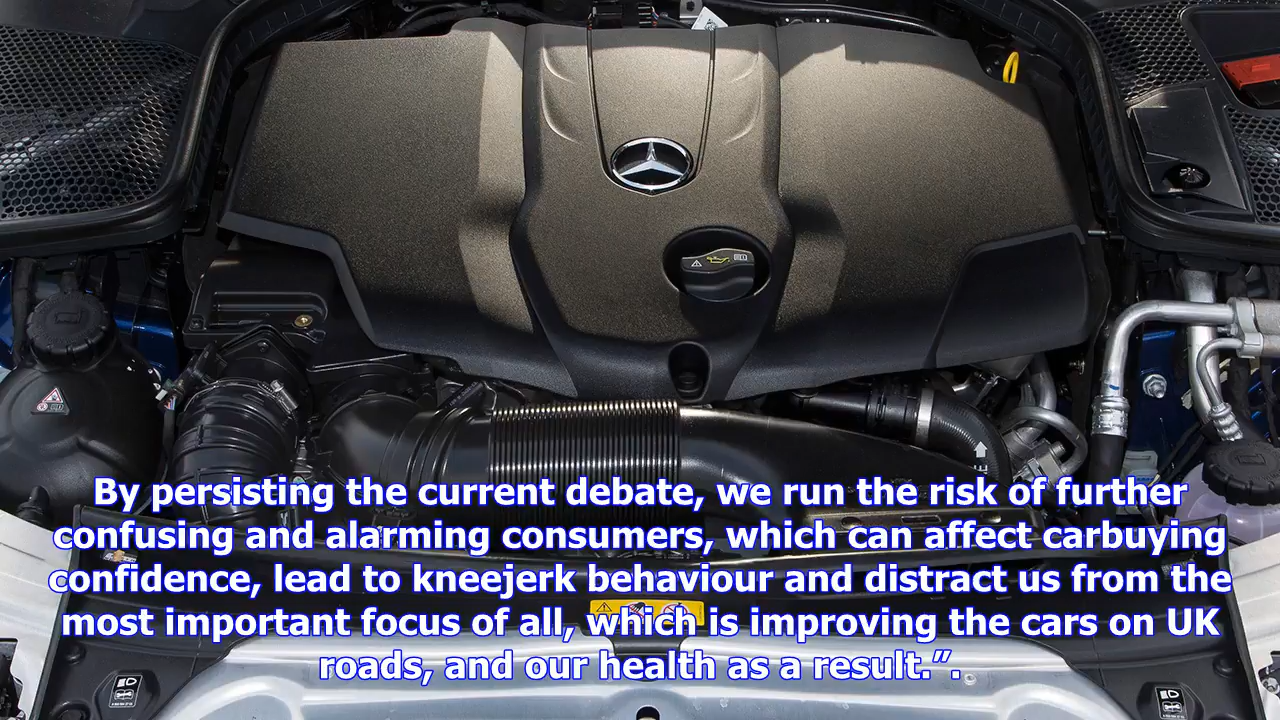 By persisting the current debate, we run the risk of further
confusing and alarming consumers, which can affect carbuying
confidence, lead to kneejerk behaviour and distract us from the
most important focus of all, which is improving the cars on UK
roads, and our health as a result.”.